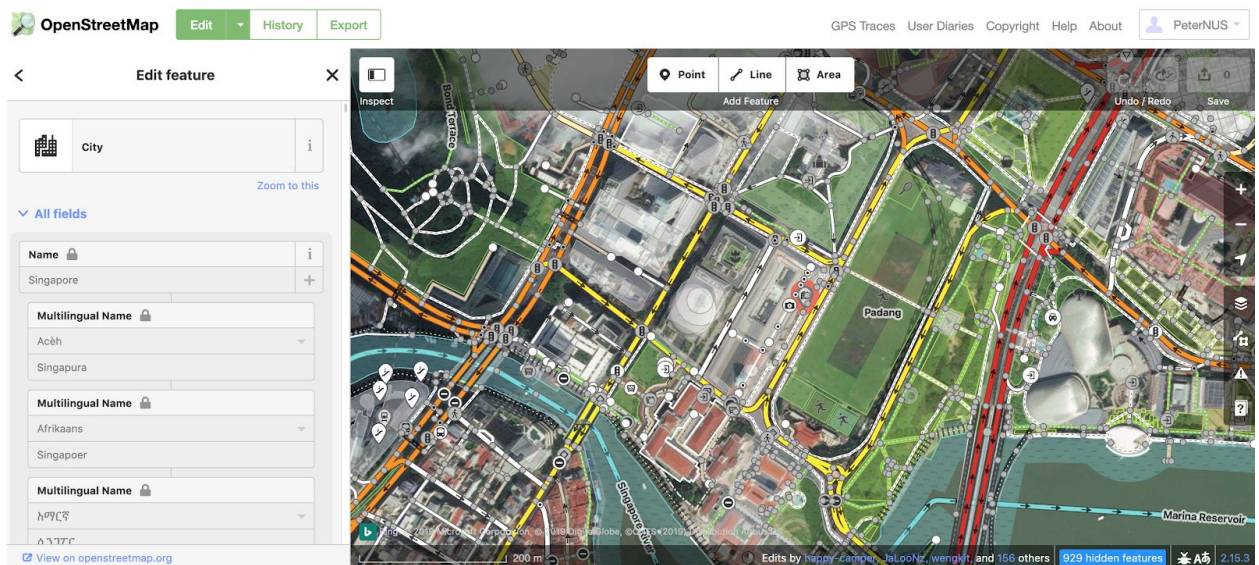 OpenStreetMap
Edit
History
Export
GPS Traces
User Diaries
Copyright
Help
About
PeterNUS
Edit feature
City
i
Zoom to this
All fields
Name
i
Singapore
Multilingual Name
Acèh
Singapura
Multilingual Name
Afrikaans
Singapoer
Multilingual Name
አማርኛ
View on openstreetmap.org
Inspect
Point
Line
Area
Add Feature
Undo / Redo
0
Save
Bond Terrace
Padang
Singapore River
Marina Reservoir
200 m
Edits by happy-camper, JaLooNz, wengkit, and 156 others
929 hidden features
2.15.3